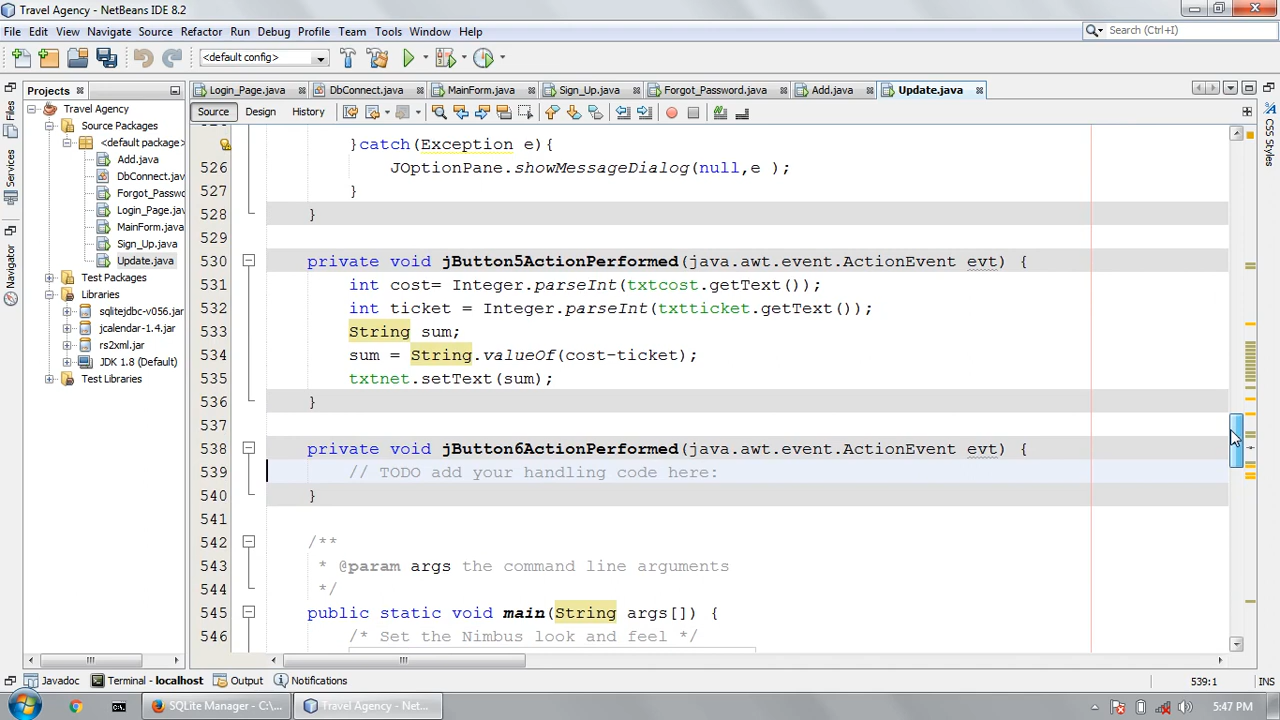 Travel Agency - NetBeans IDE 8.2
File Edit View Navigate Source Refactor Run Debug Profile Team Tools Window Help
Search (Ctrl+I)
<default config>
Projects
Login_Page.java DbConnect.java MainForm.java Sign_Up.java Forgot_Password.java Add.java Update.java
Source Design History
Files
Services
Navigator
CSS Styles
Travel Agency
Source Packages
<default package>
Add.java
DbConnect.jav
Forgot_Passwo
Login_Page.jav
MainForm.java
Sign_Up.java
Update.java
Test Packages
Libraries
sqlitejdbc-v056.jar
jcalendar-1.4.jar
rs2xml.jar
JDK 1.8 (Default)
Test Libraries
}catch(Exception e){
526 JOptionPane.showMessageDialog(null,e );
527 }
528 }
529
530 private void jButton5ActionPerformed(java.awt.event.ActionEvent evt) {
531 int cost= Integer.parseInt(txtcost.getText());
532 int ticket = Integer.parseInt(txtticket.getText());
533 String sum;
534 sum = String.valueOf(cost-ticket);
535 txtnet.setText(sum);
536 }
537
538 private void jButton6ActionPerformed(java.awt.event.ActionEvent evt) {
539 // TODO add your handling code here:
540 }
541
542 /**
543 * @param args the command line arguments
544 */
545 public static void main(String args[]) {
546 /* Set the Nimbus look and feel */
Javadoc Terminal - localhost Output Notifications
539:1 INS
SQLite Manager - C:\... Travel Agency - Net...
5:47 PM